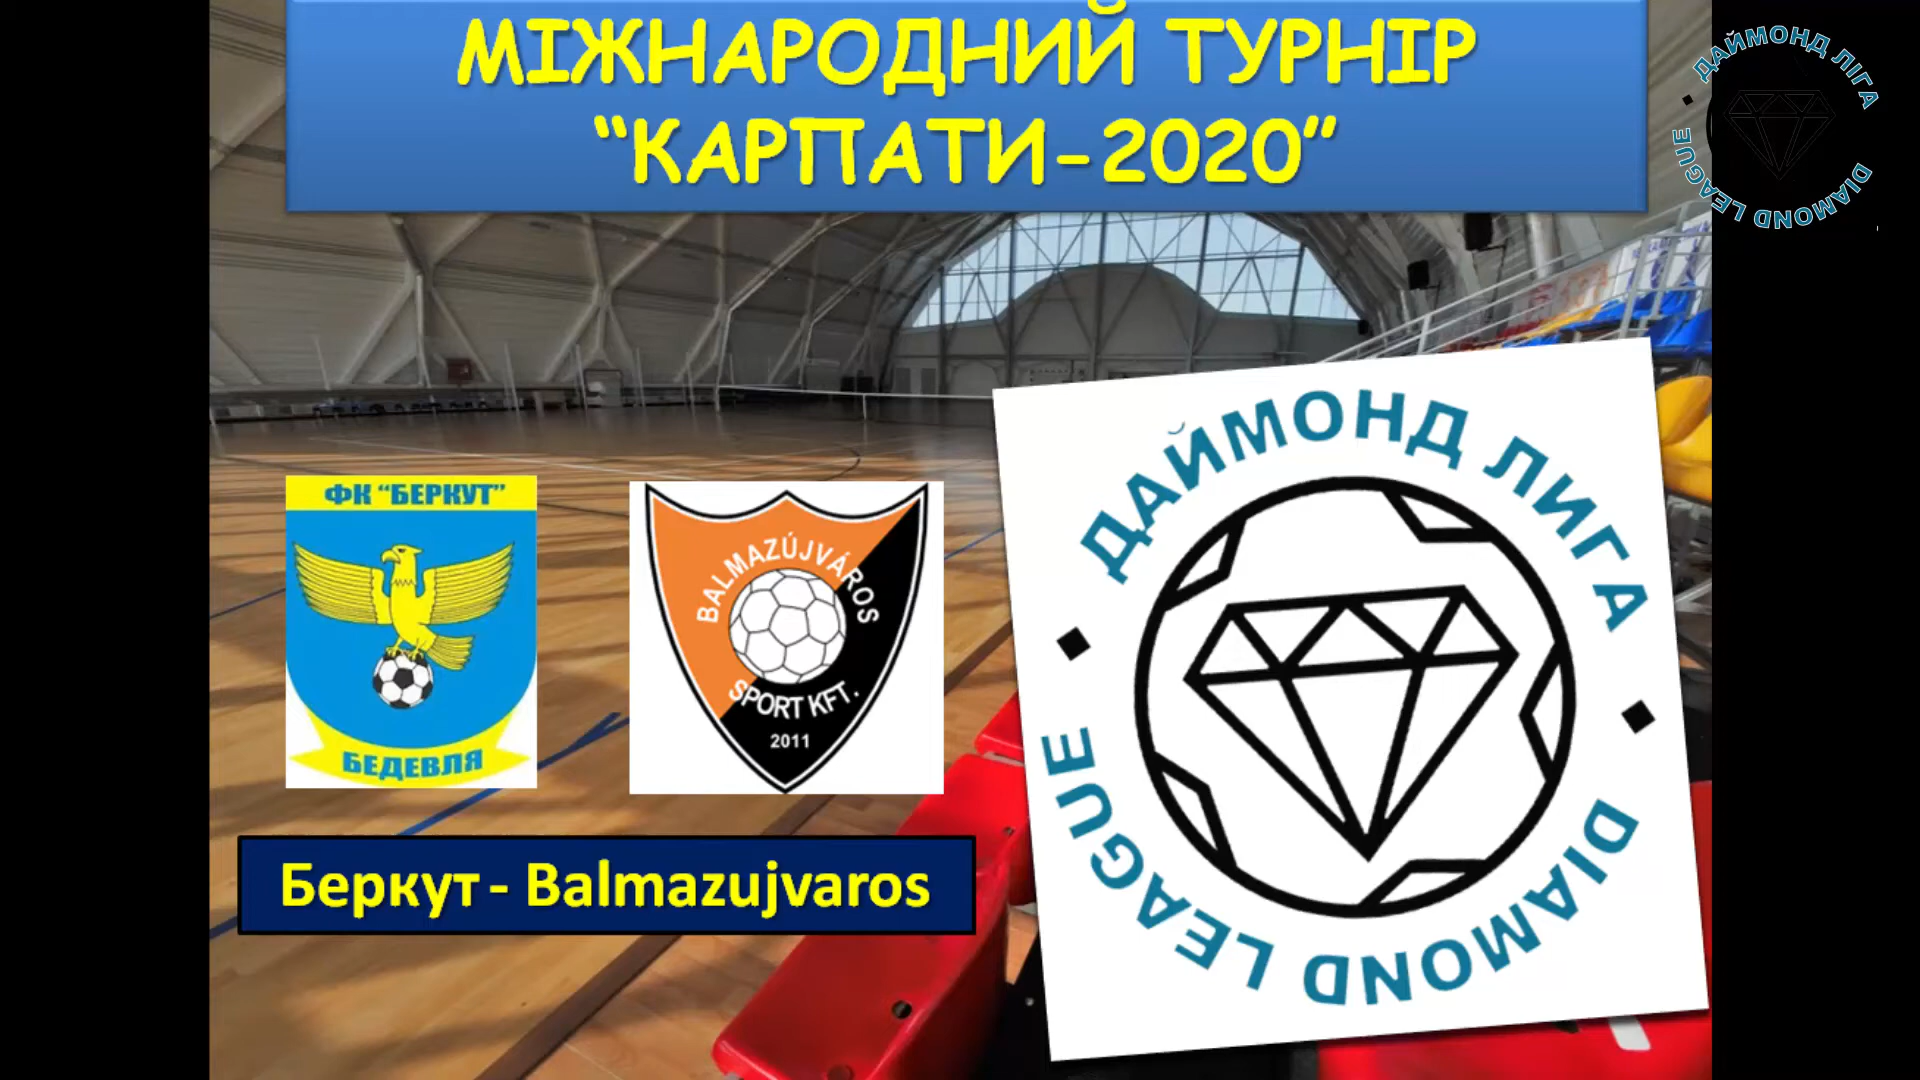 МІЖНАРОДНИЙ ТУРНІР
“КАРПАТИ-2020”
ДАЙМОНД ЛІГА
DIAMOND LEAGUE
ФК “БЕРКУТ”
БЕДЕВЛЯ
BALMAZÚJVÁROS
SPORT KFT.
2011
ДАЙМОНД ЛИГА
DIAMOND LEAGUE
Беркут - Balmazujvaros